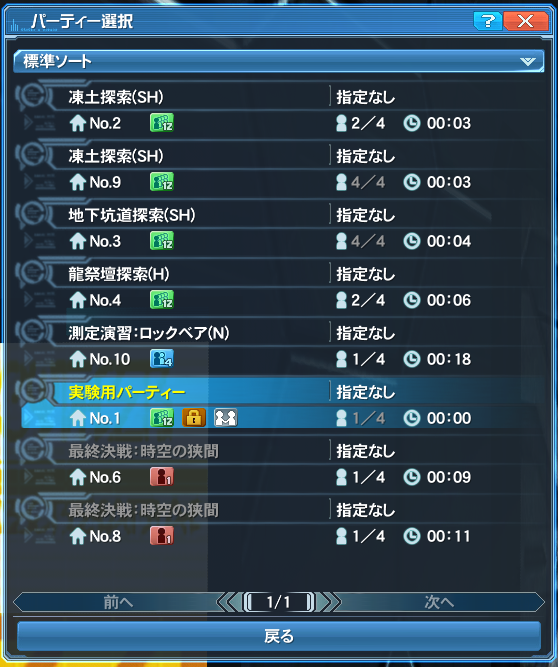 パーティー選択
?
標準ソート
凍土探索(SH) 指定なし
No.2 12 2／4 00:03
凍土探索(SH) 指定なし
No.9 12 4／4 00:03
地下坑道探索(SH) 指定なし
No.3 12 4／4 00:04
龍祭壇探索(H) 指定なし
No.4 12 2／4 00:06
測定演習:ロックベア(N) 指定なし
No.10 4 1／4 00:18
実験用パーティー 指定なし
No.1 12 1／4 00:00
最終決戦:時空の狭間 指定なし
No.6 1 1／4 00:09
最終決戦:時空の狭間 指定なし
No.8 1 1／4 00:11
前へ 1/1 次へ
戻る